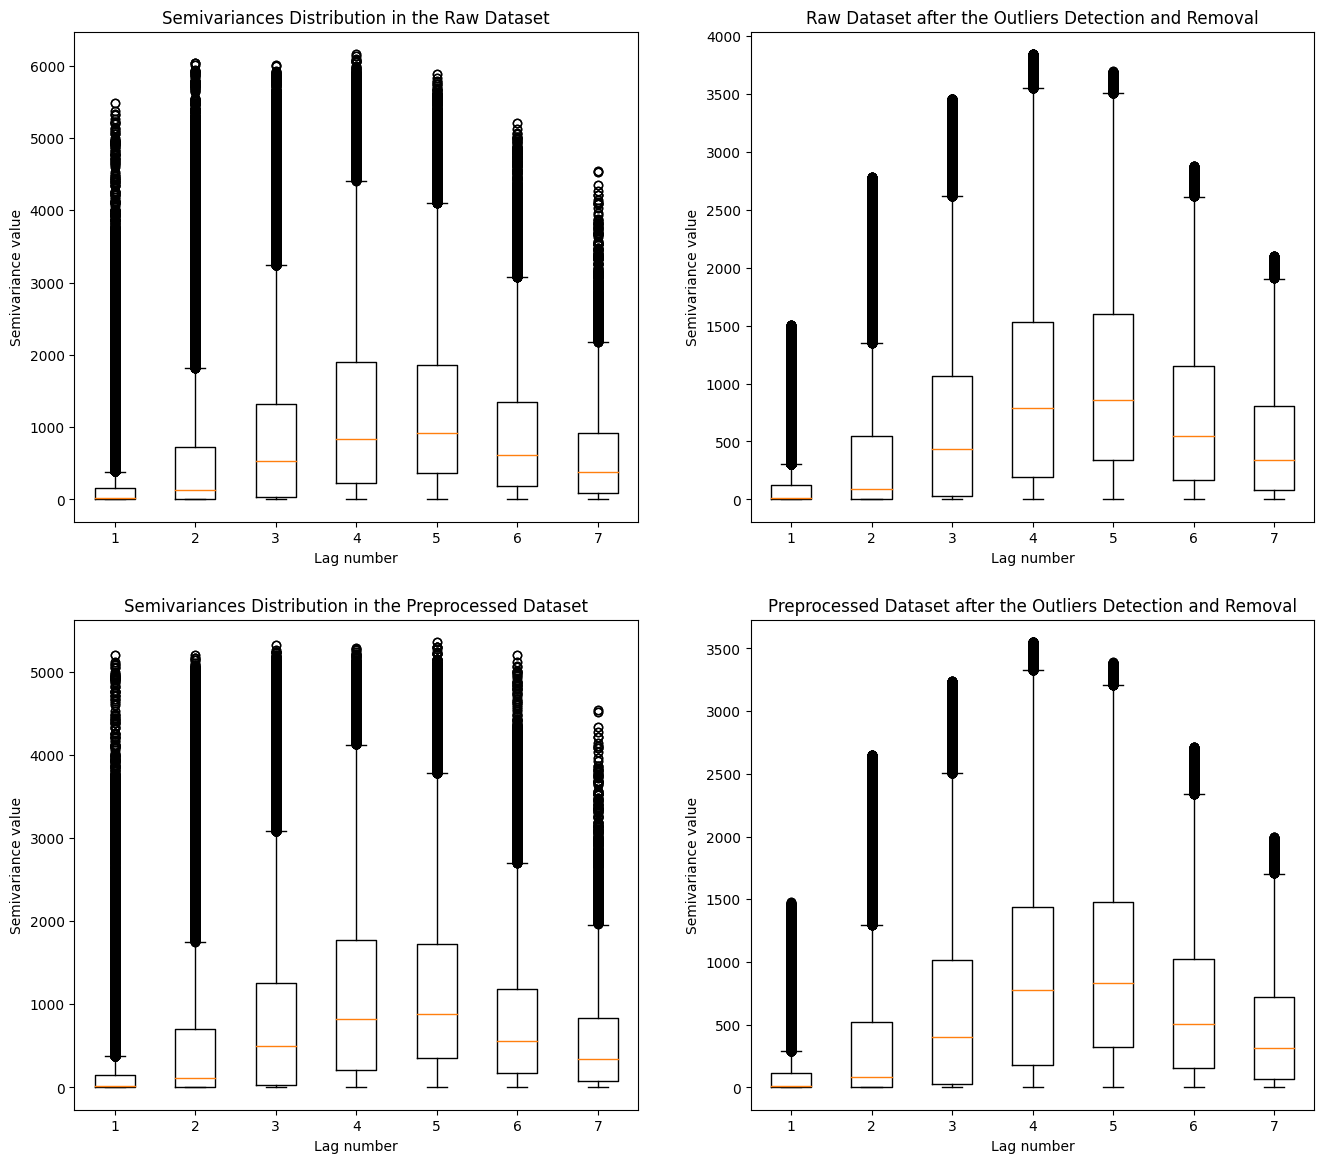 Semivariances Distribution in the Raw Dataset
Semivariance value
6000
5000
4000
3000
2000
1000
0
1 2 3 4 5 6 7
Lag number
Raw Dataset after the Outliers Detection and Removal
Semivariance value
4000
3500
3000
2500
2000
1500
1000
500
0
1 2 3 4 5 6 7
Lag number
Semivariances Distribution in the Preprocessed Dataset
Semivariance value
5000
4000
3000
2000
1000
0
1 2 3 4 5 6 7
Lag number
Preprocessed Dataset after the Outliers Detection and Removal
Semivariance value
3500
3000
2500
2000
1500
1000
500
0
1 2 3 4 5 6 7
Lag number